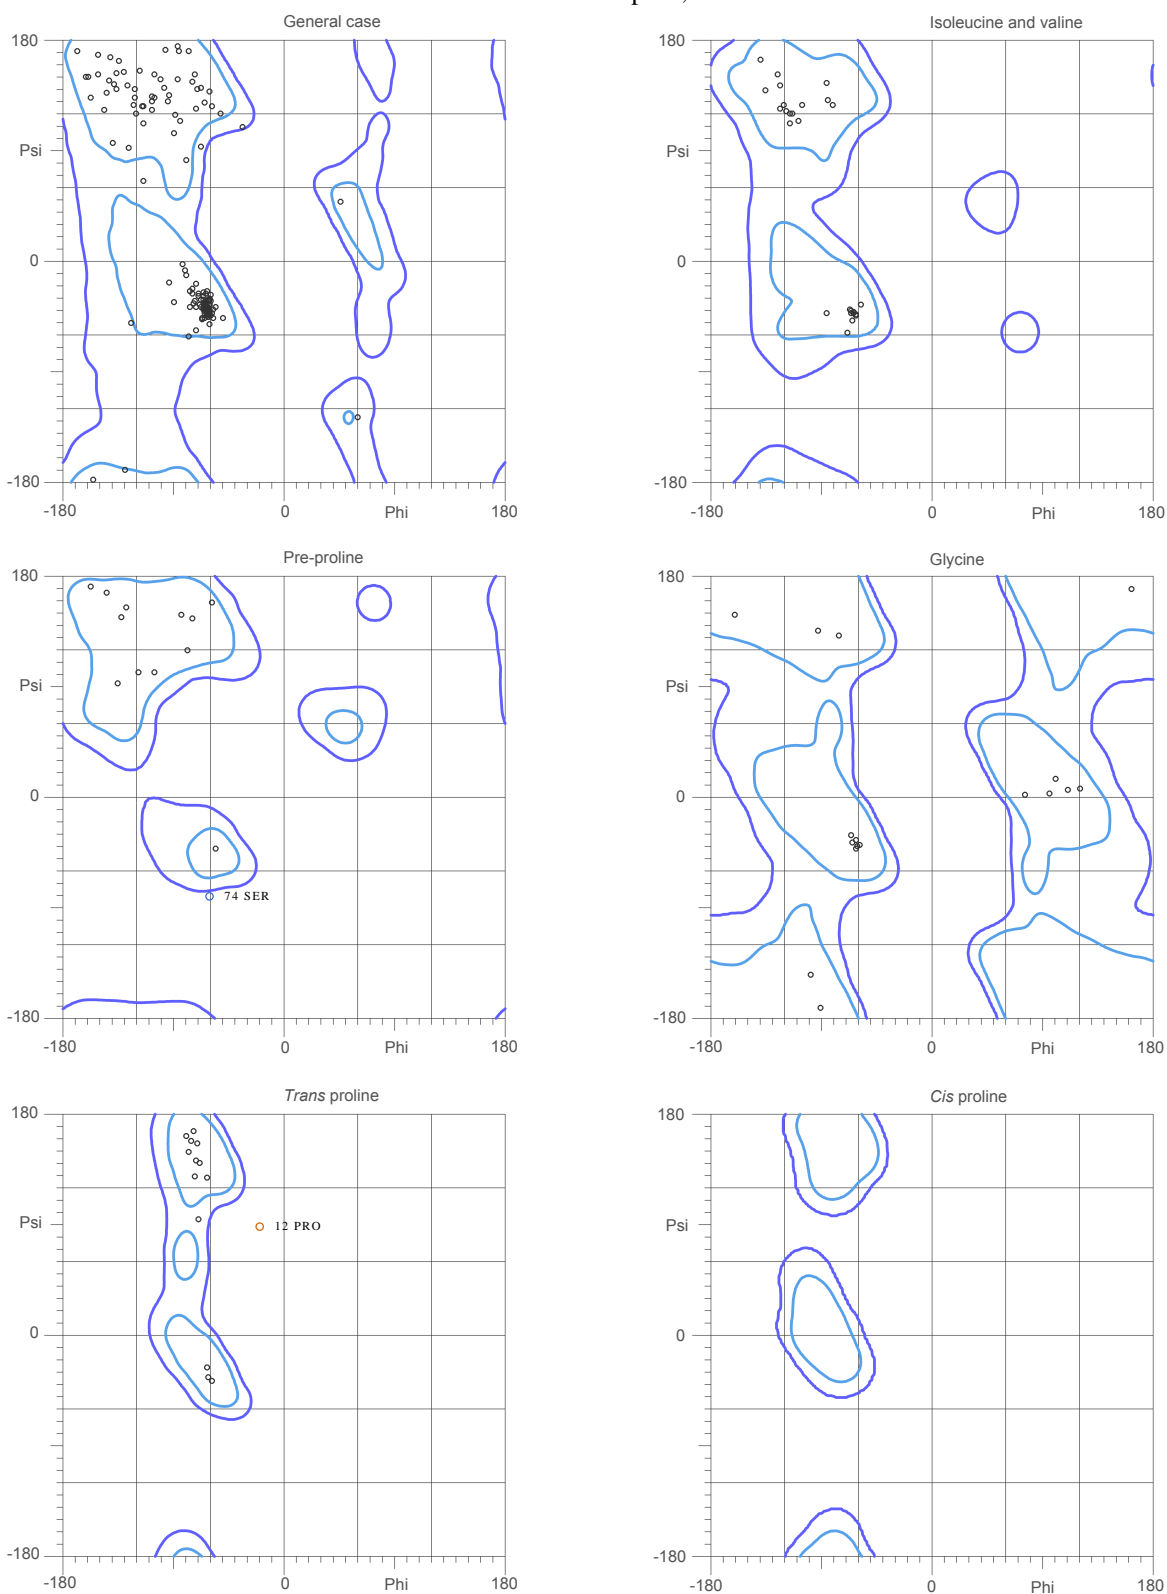 General case
Isoleucine and valine
180
180
Psi
Psi
0
0
-180
-180
-180
0
Phi
180
-180
0
Phi
180
Pre-proline
Glycine
180
180
Psi
Psi
0
0
74 SER
-180
-180
-180
0
Phi
180
-180
0
Phi
180
Trans proline
Cis proline
180
180
Psi
Psi
12 PRO
0
0
-180
-180
-180
0
Phi
180
-180
0
Phi
180